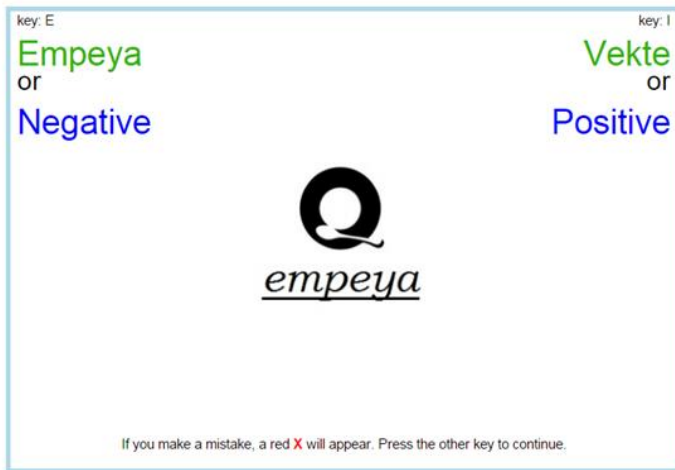 key: E
Empeya
or
Negative
key: I
Vekte
or
Positive
empeya
If you make a mistake, a red X will appear. Press the other key to continue.